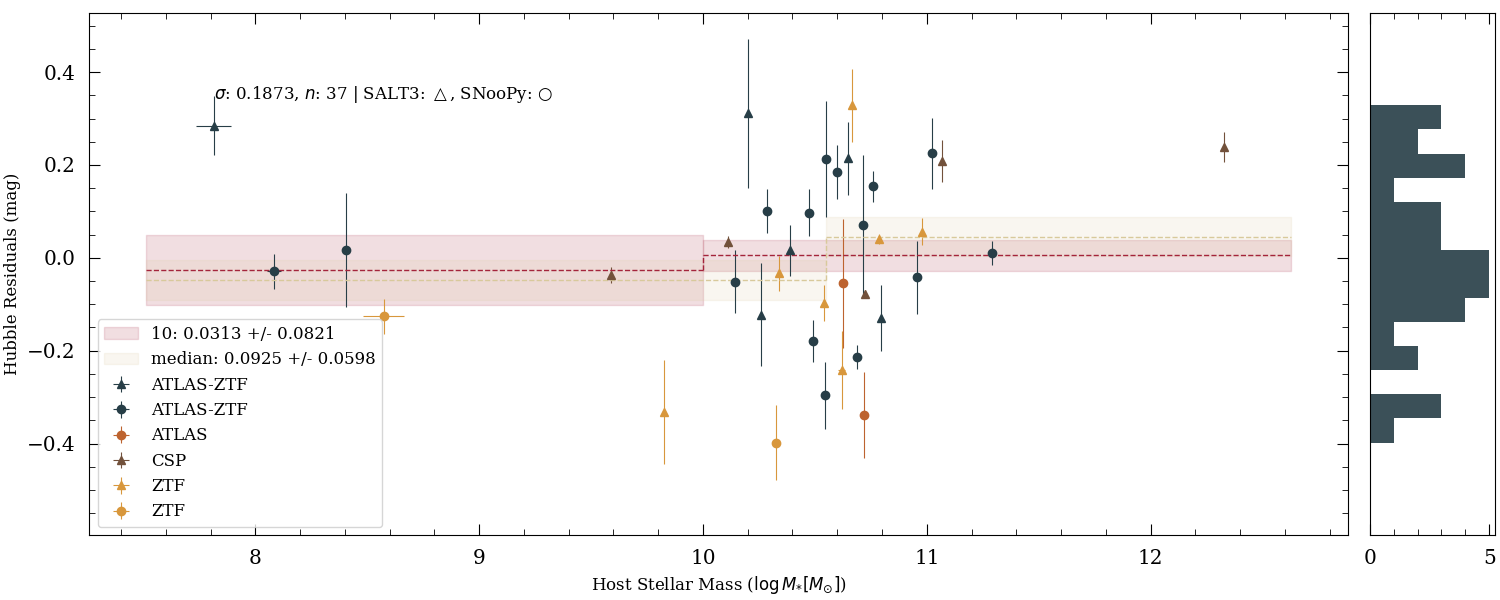 σ: 0.1873, n: 37 | SALT3: △, SNooPy: ○
Hubble Residuals (mag)
0.4
0.2
0.0
−0.2
−0.4
10: 0.0313 +/- 0.0821
median: 0.0925 +/- 0.0598
ATLAS-ZTF
ATLAS-ZTF
ATLAS
CSP
ZTF
ZTF
8 9 10 11 12
Host Stellar Mass (log M*[M⊙])
0 5